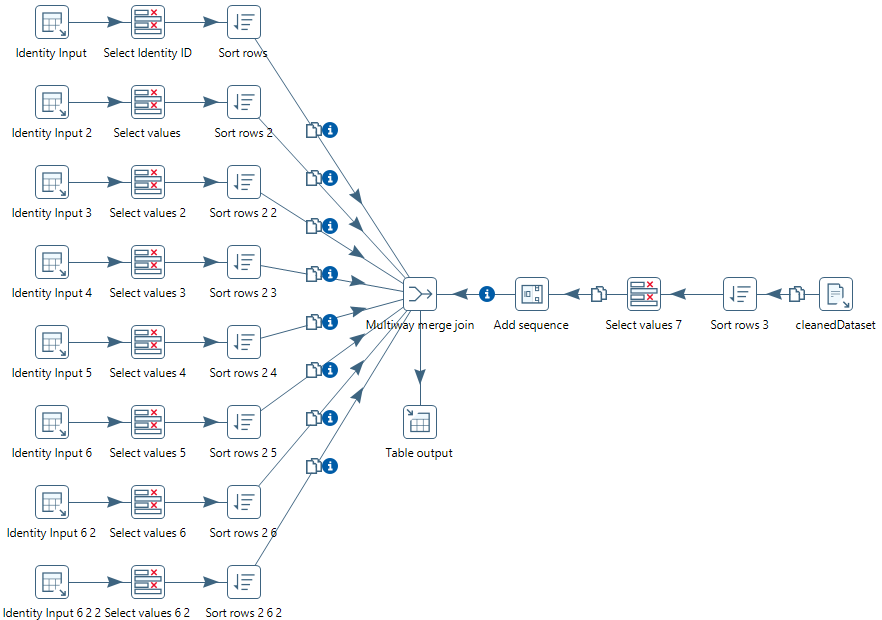 Identity Input Select Identity ID Sort rows
Identity Input 2 Select values Sort rows 2
Identity Input 3 Select values 2 Sort rows 2 2
Identity Input 4 Select values 3 Sort rows 2 3
Multiway merge join Add sequence Select values 7 Sort rows 3 cleanedDataset
Identity Input 5 Select values 4 Sort rows 2 4
Identity Input 6 Select values 5 Sort rows 2 5
Table output
Identity Input 6 2 Select values 6 Sort rows 2 6
Identity Input 6 2 2 Select values 6 2 Sort rows 2 6 2